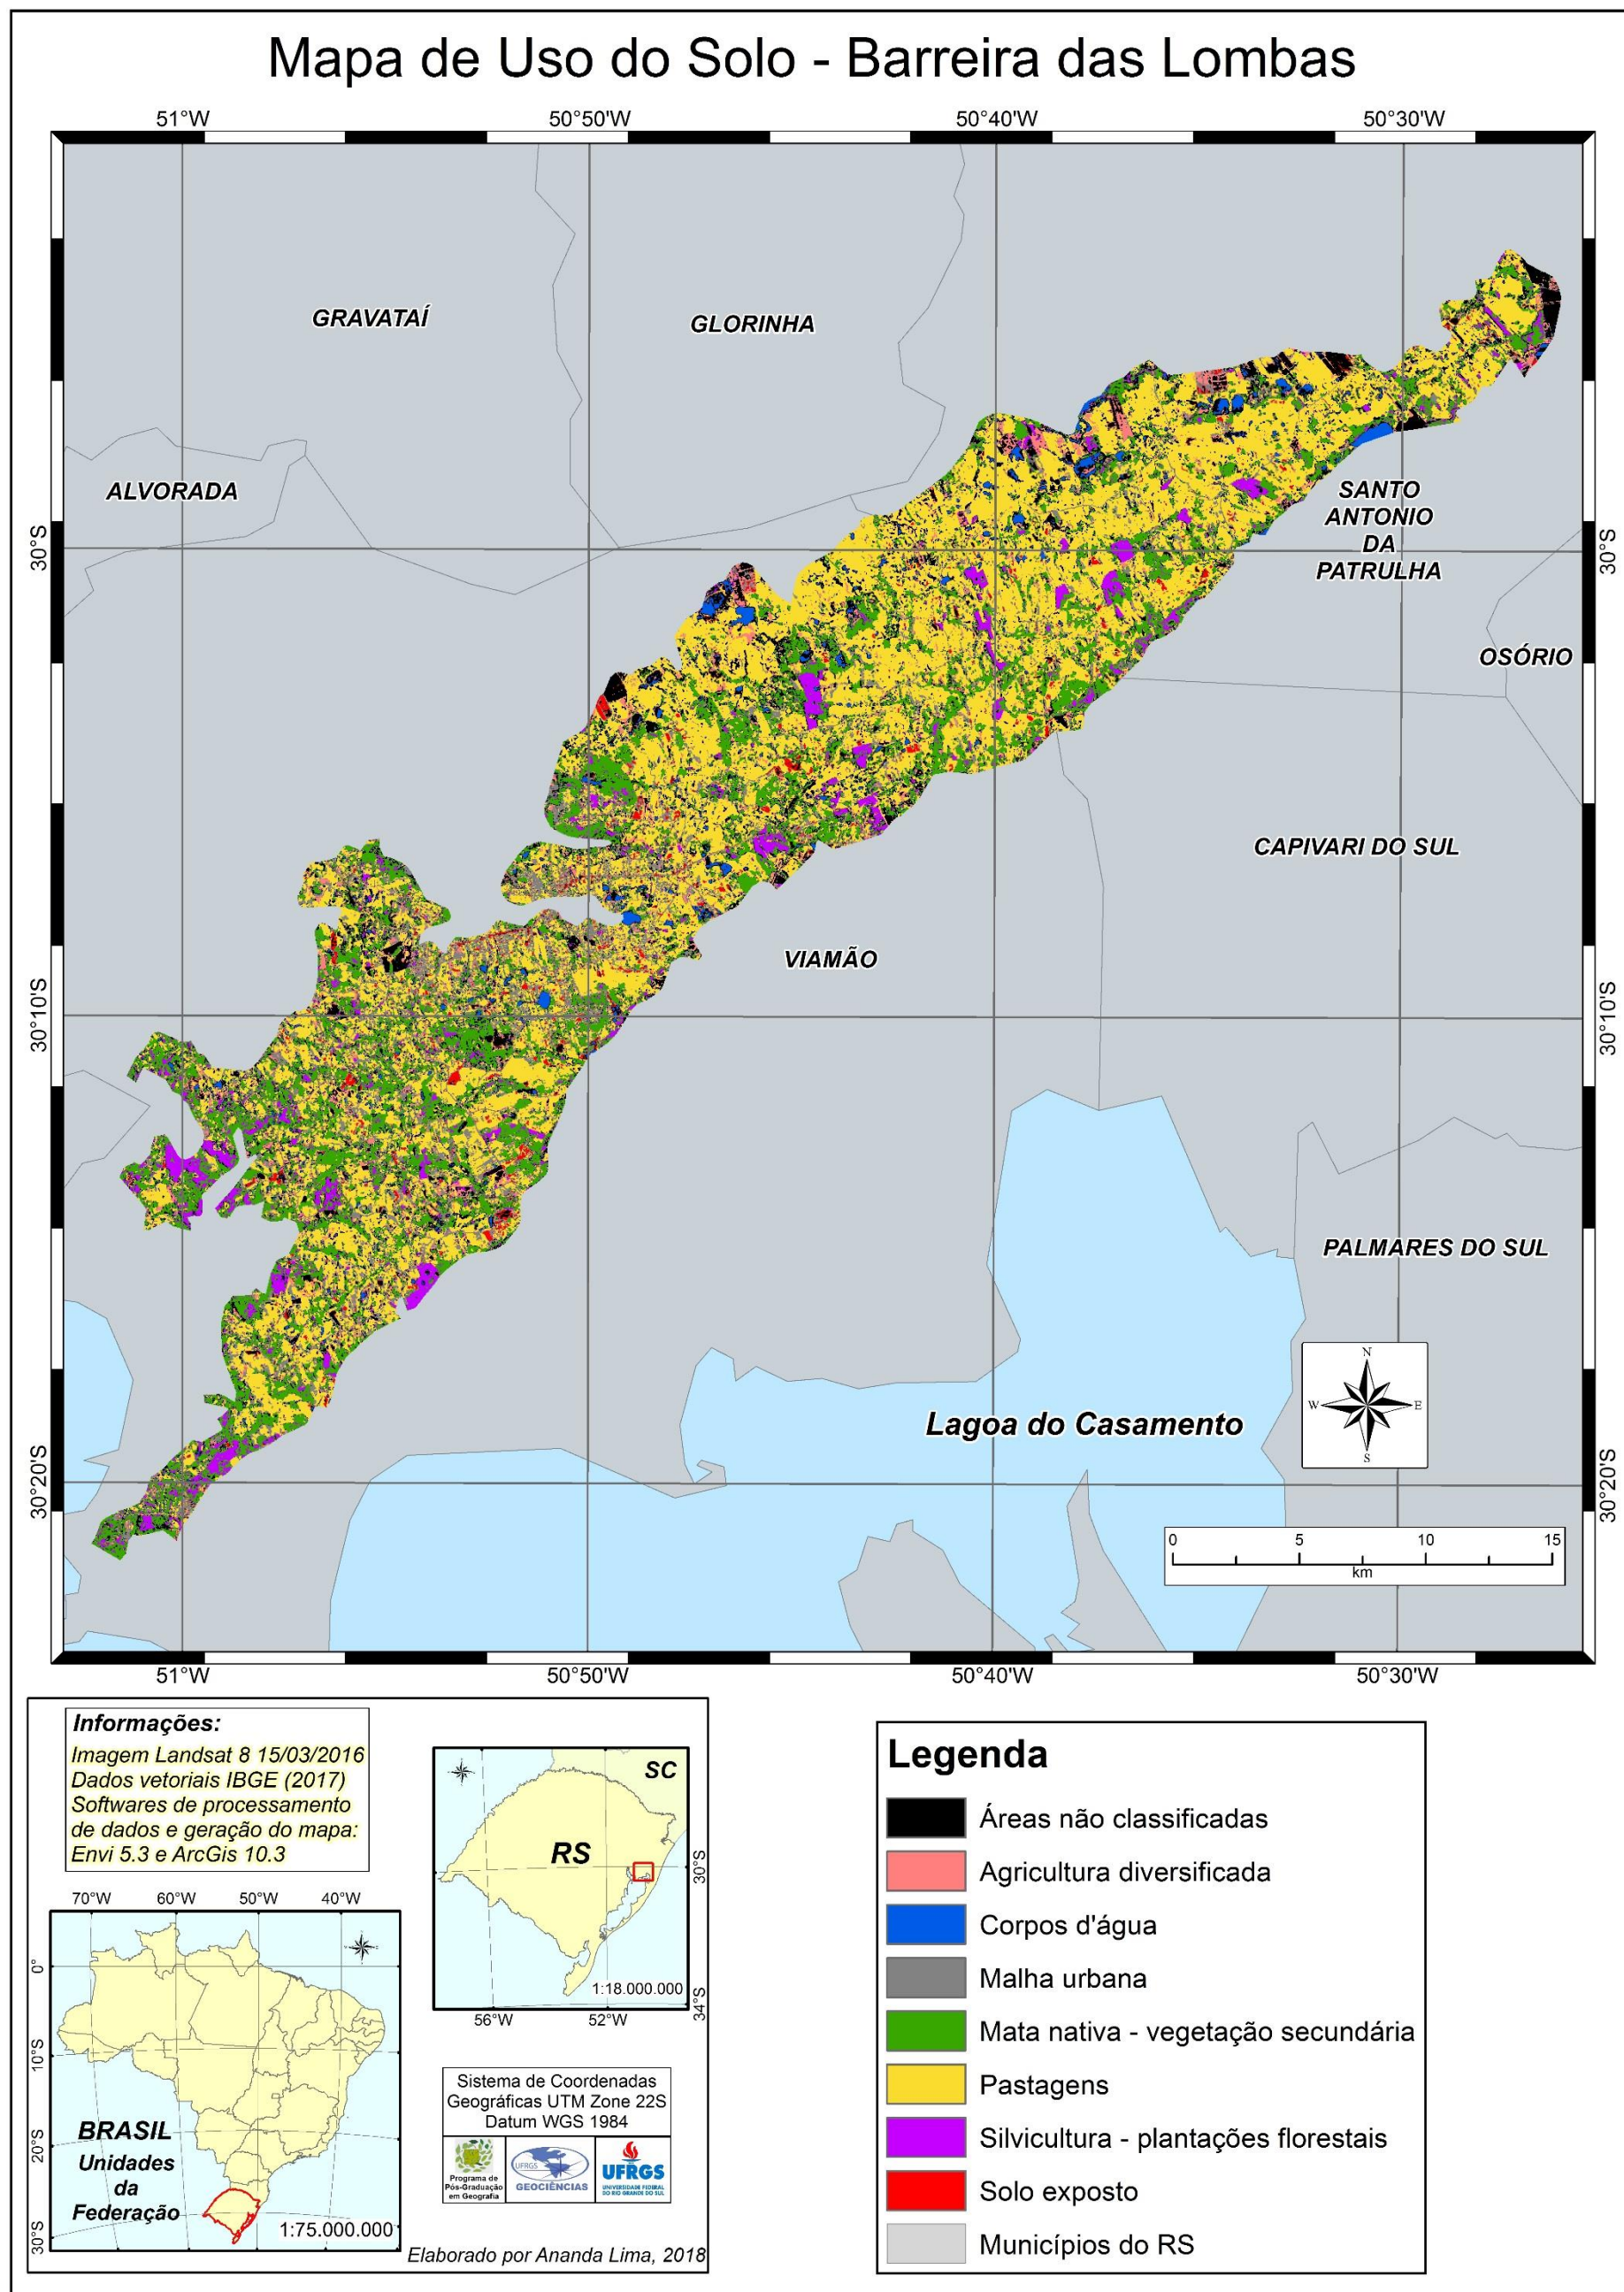 Mapa de Uso do Solo - Barreira das Lombas
51°W
50°50'W
50°40'W
50°30'W
GRAVATAÍ
GLORINHA
ALVORADA
SANTO
ANTONIO
DA
PATRULHA
30°S
30°S
OSÓRIO
CAPIVARI DO SUL
VIAMÃO
30°10'S
30°10'S
PALMARES DO SUL
N
W
E
S
Lagoa do Casamento
30°20'S
30°20'S
0
5
10
15
km
51°W
50°50'W
50°40'W
50°30'W
Informações:
Imagem Landsat 8 15/03/2016
Dados vetoriais IBGE (2017)
Softwares de processamento
de dados e geração do mapa:
Envi 5.3 e ArcGis 10.3
SC
RS
30°S
34°S
1:18.000.000
56°W
52°W
70°W
60°W
50°W
40°W
0°
10°S
20°S
30°S
BRASIL
Unidades
da
Federação
1:75.000.000
Sistema de Coordenadas
Geográficas UTM Zone 22S
Datum WGS 1984
Programa de
Pós-Graduação
em Geografia
UFRGS
GEOCIÊNCIAS
UFRGS
UNIVERSIDADE FEDERAL
DO RIO GRANDE DO SUL
Elaborado por Ananda Lima, 2018
Legenda
Áreas não classificadas
Agricultura diversificada
Corpos d'água
Malha urbana
Mata nativa - vegetação secundária
Pastagens
Silvicultura - plantações florestais
Solo exposto
Municípios do RS